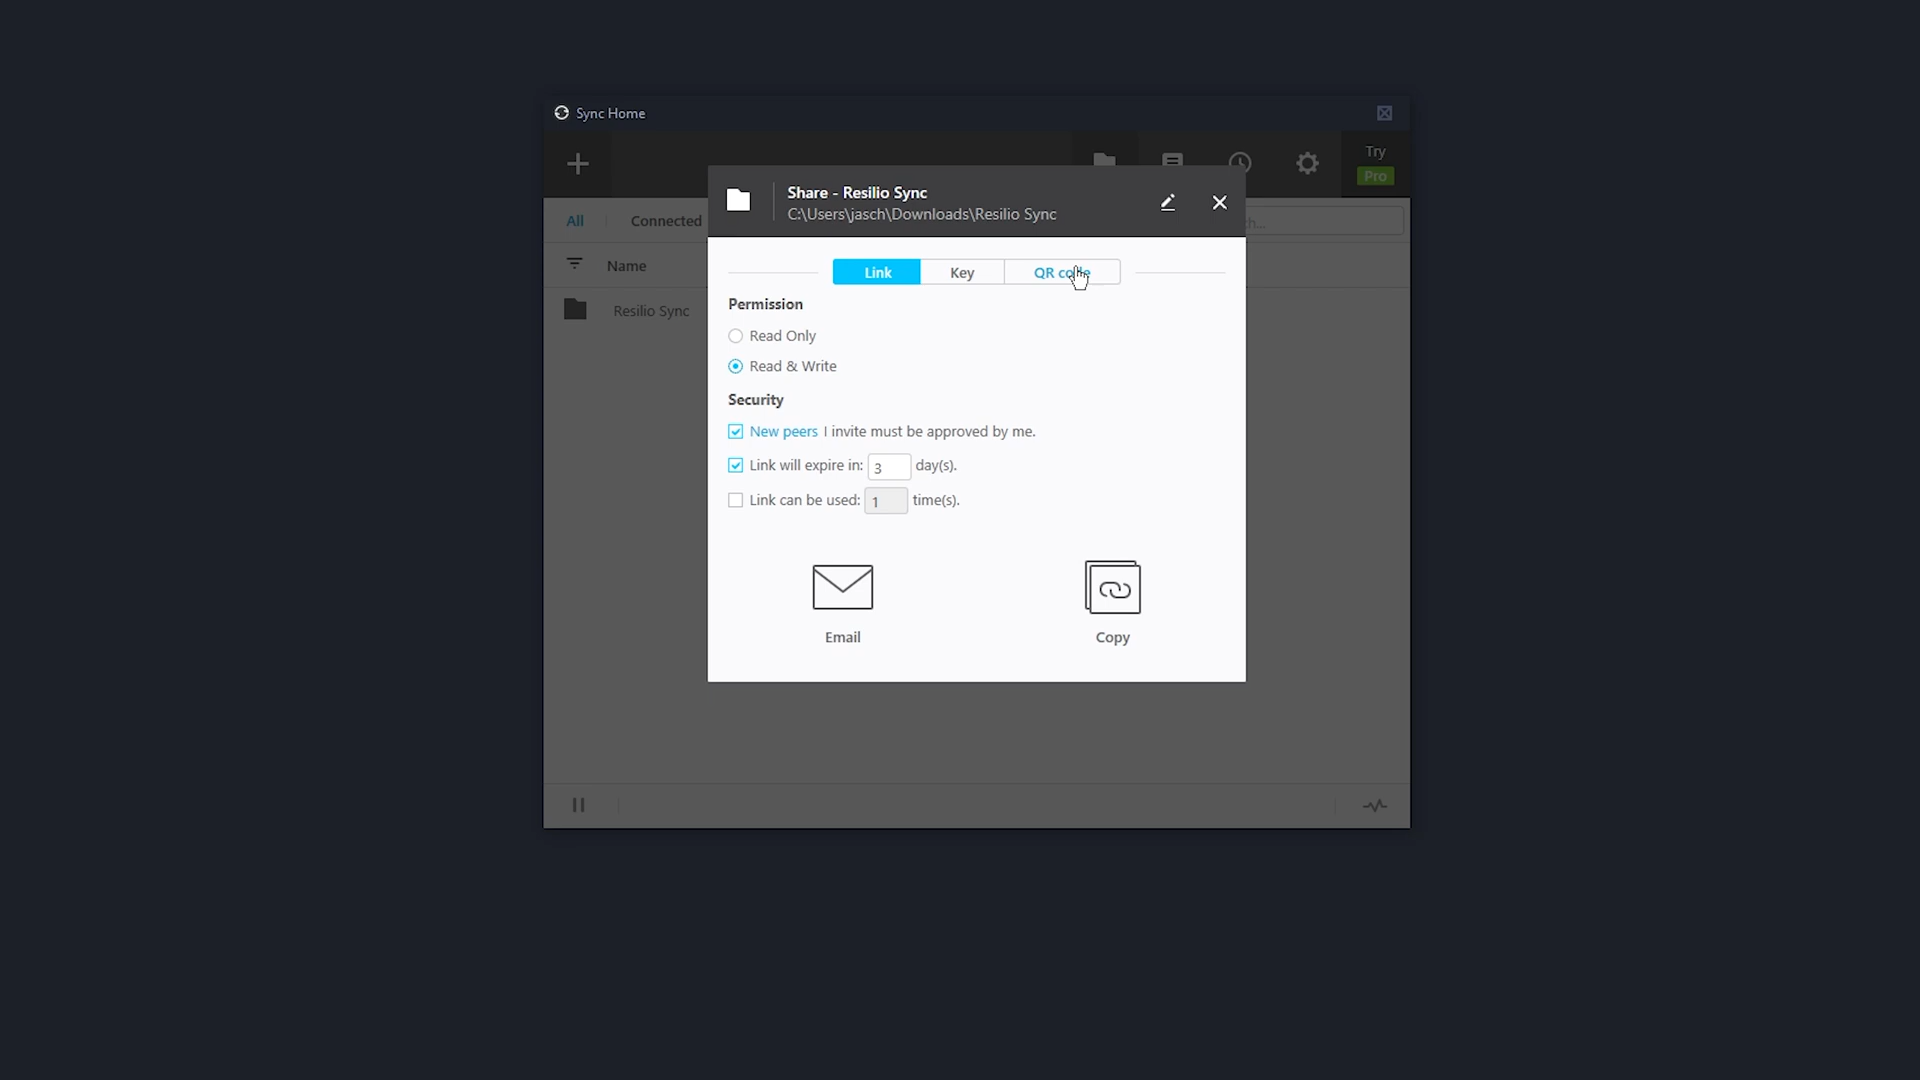 Sync Home
Try
Pro
Share - Resilio Sync
C:\Users\jasch\Downloads\Resilio Sync
All
Connected
Link
Key
QR code
Name
Permission
Resilio Sync
Read Only
Read & Write
Security
New peers I invite must be approved by me.
Link will expire in: 3 day(s).
Link can be used: 1 time(s).
Email
Copy